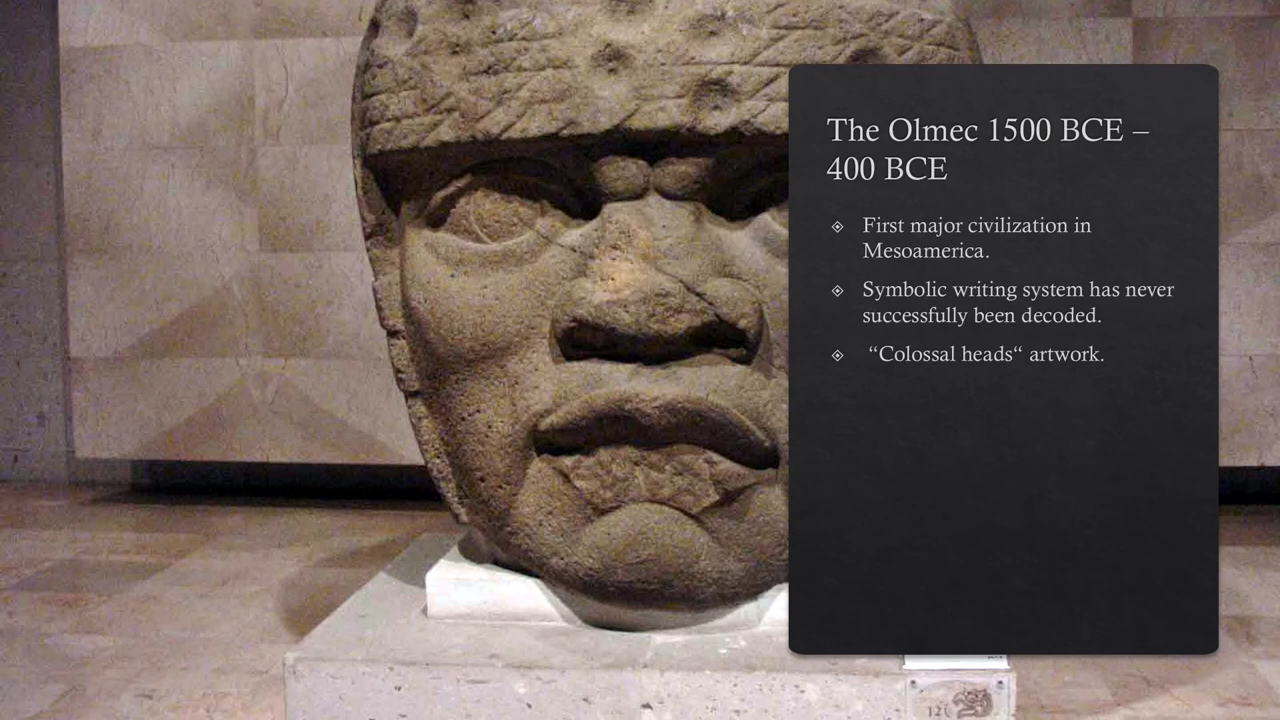 The Olmec 1500 BCE –
400 BCE
First major civilization in
Mesoamerica.
Symbolic writing system has never
successfully been decoded.
“Colossal heads“ artwork.